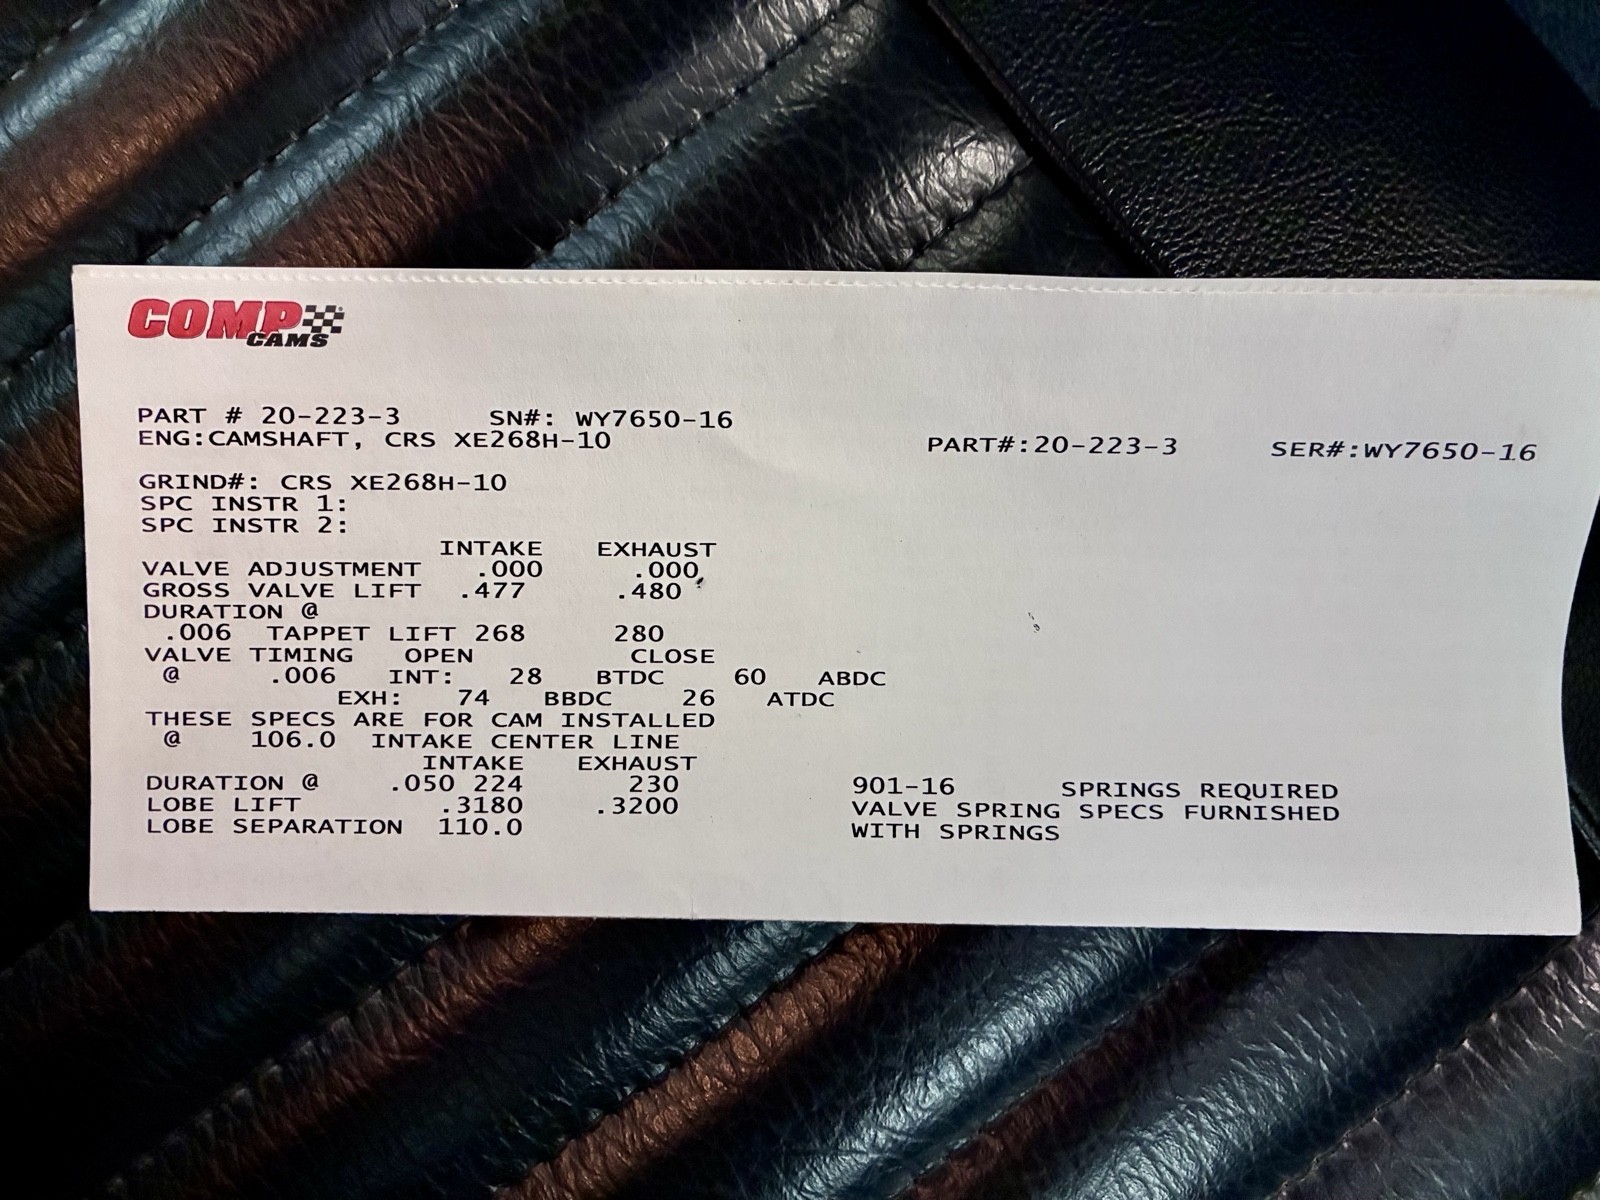 COMP
CAMS
PART # 20-223-3 SN#: WY7650-16
ENG:CAMSHAFT, CRS XE268H-10
PART#:20-223-3 SER#:WY7650-16
GRIND#: CRS XE268H-10
SPC INSTR 1:
SPC INSTR 2:
INTAKE EXHAUST
VALVE ADJUSTMENT .000 .000
GROSS VALVE LIFT .477 .480
DURATION @
.006 TAPPET LIFT 268 280
VALVE TIMING OPEN CLOSE
@ .006 INT: 28 BTDC 60 ABDC
EXH: 74 BBDC 26 ATDC
THESE SPECS ARE FOR CAM INSTALLED
@ 106.0 INTAKE CENTER LINE
INTAKE EXHAUST
DURATION @ .050 224 230
LOBE LIFT .3180 .3200
LOBE SEPARATION 110.0
901-16 SPRINGS REQUIRED
VALVE SPRING SPECS FURNISHED
WITH SPRINGS